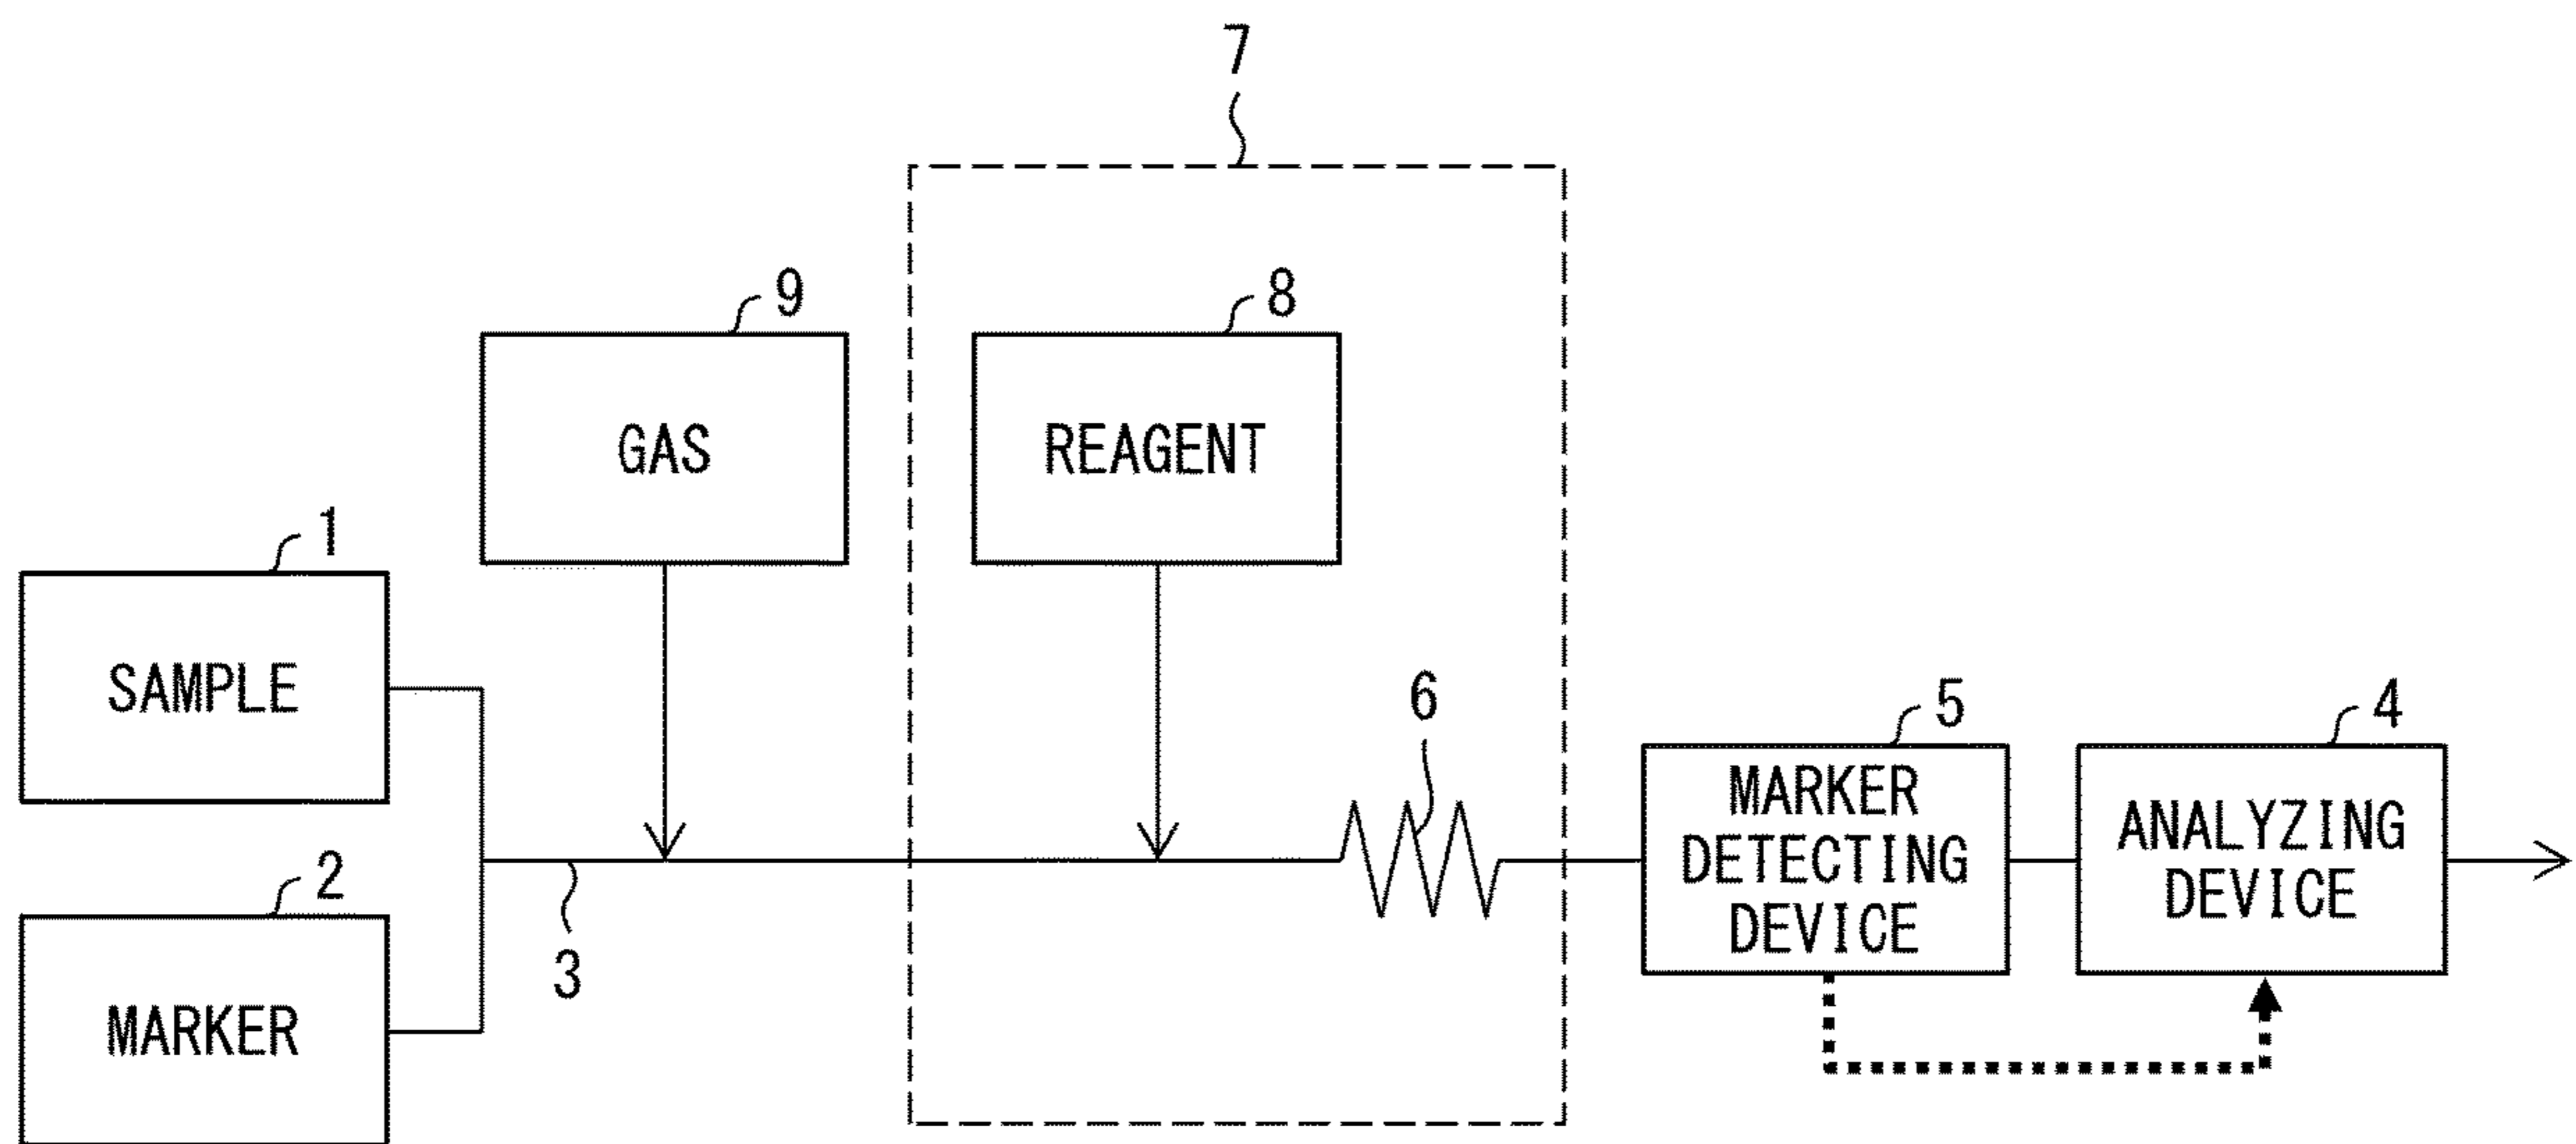 7
9
8
GAS
REAGENT
1
SAMPLE
6
5
4
MARKER
DETECTING
DEVICE
ANALYZING
DEVICE
2
3
MARKER